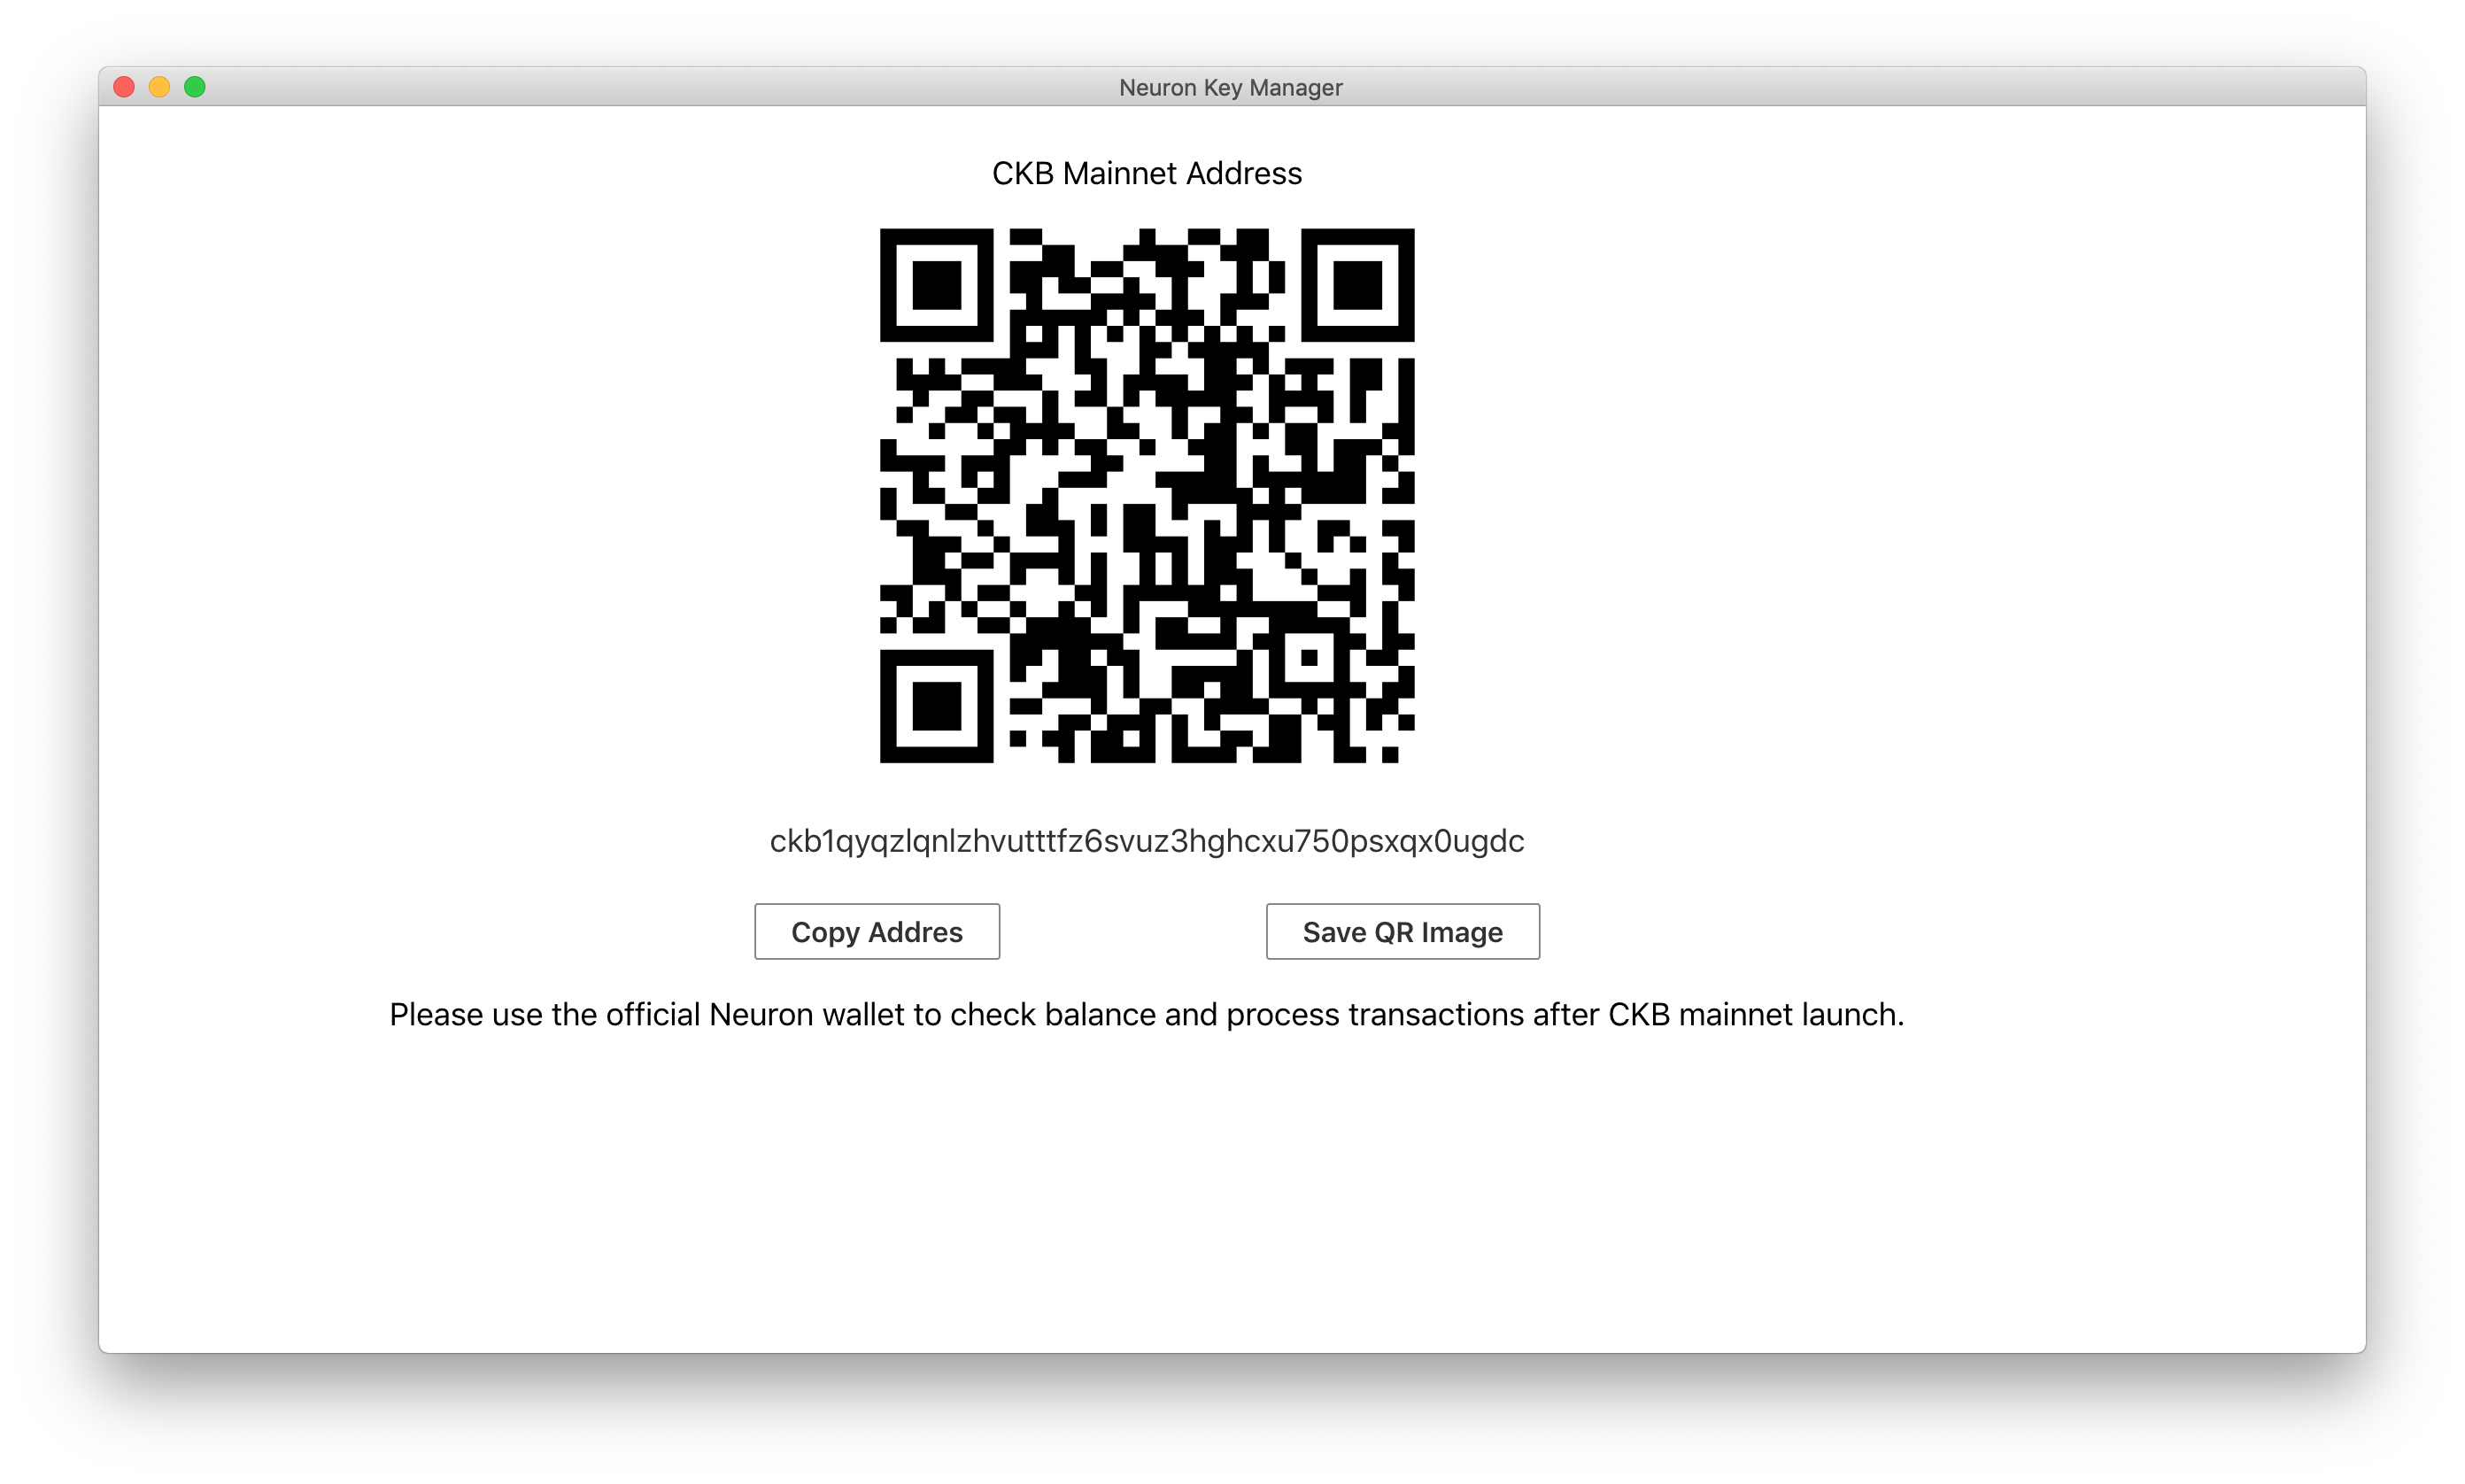 Neuron Key Manager
CKB Mainnet Address
ckb1qyqzlqnlzhvutttfz6svuz3hghcxu750psxqx0ugdc
Copy Addres
Save QR Image
Please use the official Neuron wallet to check balance and process transactions after CKB mainnet launch.